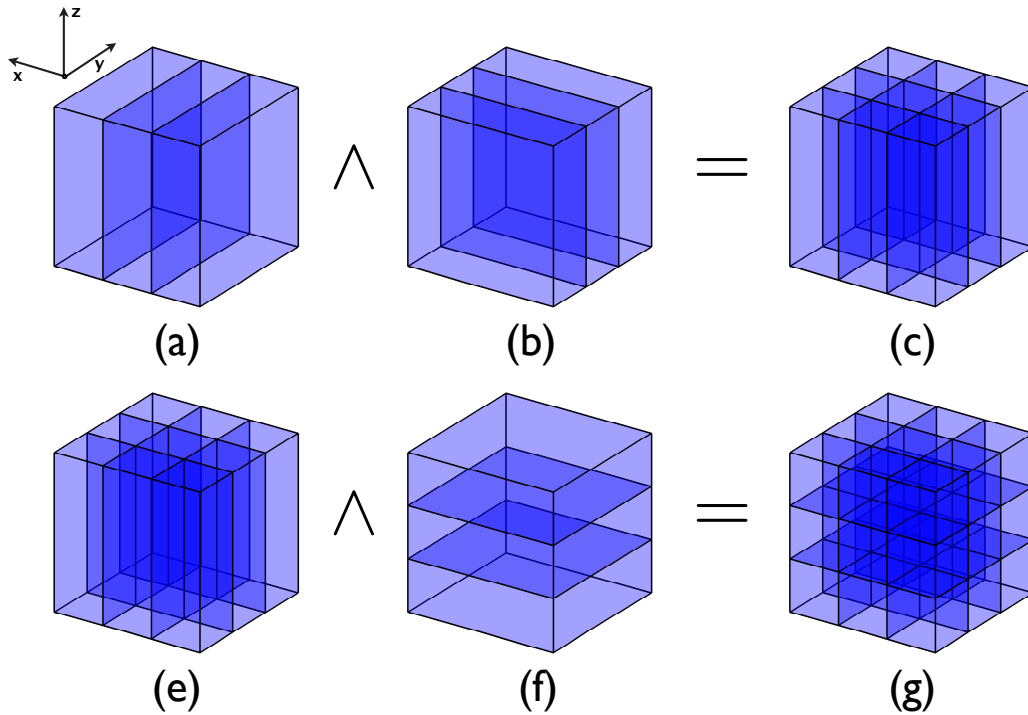 z
x
y
∧ =
(a) (b) (c)
∧ =
(e) (f) (g)